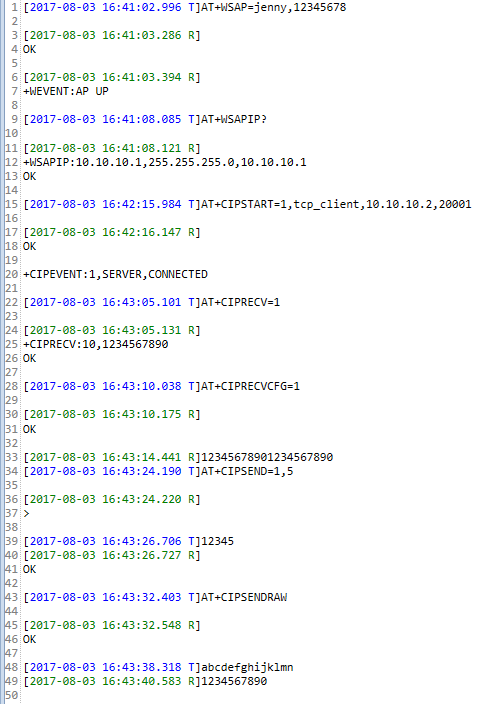 1 [2017-08-03 16:41:02.996 T]AT+WSAP=jenny,12345678
2
3 [2017-08-03 16:41:03.286 R]
4 OK
5
6 [2017-08-03 16:41:03.394 R]
7 +WEVENT:AP UP
8
9 [2017-08-03 16:41:08.085 T]AT+WSAPIP?
10
11 [2017-08-03 16:41:08.121 R]
12 +WSAPIP:10.10.10.1,255.255.255.0,10.10.10.1
13 OK
14
15 [2017-08-03 16:42:15.984 T]AT+CIPSTART=1,tcp_client,10.10.10.2,20001
16
17 [2017-08-03 16:42:16.147 R]
18 OK
19
20 +CIPEVENT:1,SERVER,CONNECTED
21
22 [2017-08-03 16:43:05.101 T]AT+CIPRECV=1
23
24 [2017-08-03 16:43:05.131 R]
25 +CIPRECV:10,1234567890
26 OK
27
28 [2017-08-03 16:43:10.038 T]AT+CIPRECVCFG=1
29
30 [2017-08-03 16:43:10.175 R]
31 OK
32
33 [2017-08-03 16:43:14.441 R]12345678901234567890
34 [2017-08-03 16:43:24.190 T]AT+CIPSEND=1,5
35
36 [2017-08-03 16:43:24.220 R]
37 >
38
39 [2017-08-03 16:43:26.706 T]12345
40 [2017-08-03 16:43:26.727 R]
41 OK
42
43 [2017-08-03 16:43:32.403 T]AT+CIPSENDRAW
44
45 [2017-08-03 16:43:32.548 R]
46 OK
47
48 [2017-08-03 16:43:38.318 T]abcdefghijklmn
49 [2017-08-03 16:43:40.583 R]1234567890
50